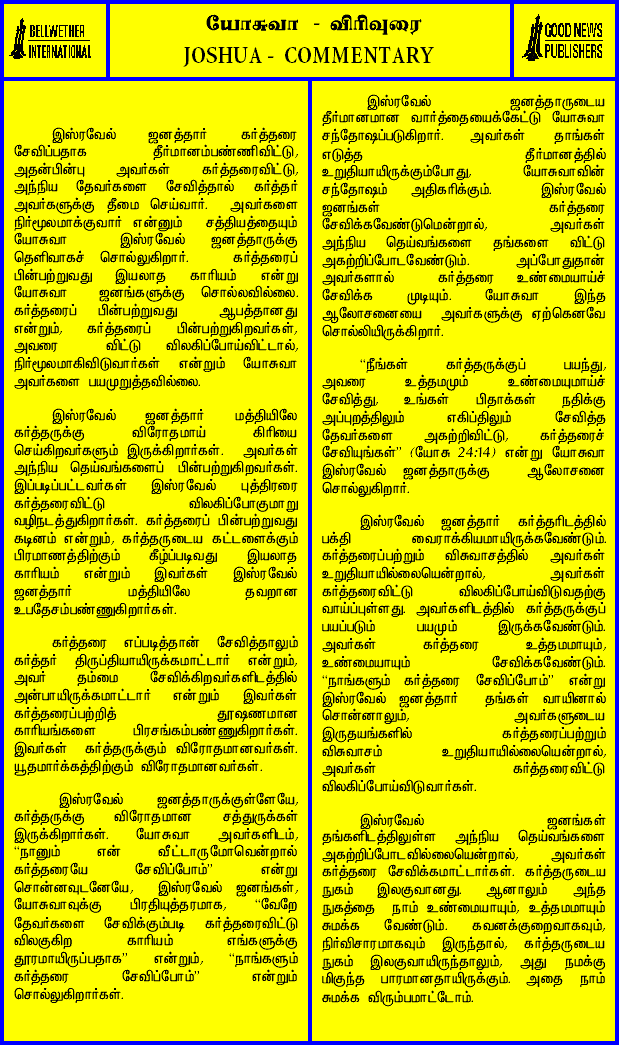 BELLWETHER
INTERNATIONAL
யோசுவா - விரிவுரை
JOSHUA - COMMENTARY
GOOD NEWS
PUBLISHERS
இஸ்ரவேல் ஜனத்தார் கர்த்தரை
சேவிப்பதாக தீர்மானம்பண்ணிவிட்டு,
அதன்பின்பு அவர்கள் கர்த்தரைவிட்டு,
அந்நிய தேவர்களை சேவித்தால் கர்த்தர்
அவர்களுக்கு தீமை செய்வார். அவர்களை
நிர்மூலமாக்குவார் என்னும் சத்தியத்தையும்
யோசுவா இஸ்ரவேல் ஜனத்தாருக்கு
தெளிவாகச் சொல்லுகிறார். கர்த்தரைப்
பின்பற்றுவது இயலாத காரியம் என்று
யோசுவா ஜனங்களுக்கு சொல்லவில்லை.
கர்த்தரைப் பின்பற்றுவது ஆபத்தானது
என்றும், கர்த்தரைப் பின்பற்றுகிறவர்கள்,
அவரை விட்டு விலகிப்போய்விட்டால்,
நிர்மூலமாகிவிடுவார்கள் என்றும் யோசுவா
அவர்களை பயமுறுத்தவில்லை.
இஸ்ரவேல் ஜனத்தார் மத்தியிலே
கர்த்தருக்கு விரோதமாய் கிரியை
செய்கிறவர்களும் இருக்கிறார்கள். அவர்கள்
அந்நிய தெய்வங்களைப் பின்பற்றுகிறவர்கள்.
இப்படிப்பட்டவர்கள் இஸ்ரவேல் புத்திரரை
கர்த்தரைவிட்டு விலகிப்போகுமாறு
வழிநடத்துகிறார்கள். கர்த்தரைப் பின்பற்றுவது
கடினம் என்றும், கர்த்தருடைய கட்டளைக்கும்
பிரமாணத்திற்கும் கீழ்ப்படிவது இயலாத
காரியம் என்றும் இவர்கள் இஸ்ரவேல்
ஜனத்தார் மத்தியிலே தவறான
உபதேசம்பண்ணுகிறார்கள்.
கர்த்தரை எப்படித்தான் சேவித்தாலும்
கர்த்தர் திருப்தியாயிருக்கமாட்டார் என்றும்,
அவர் தம்மை சேவிக்கிறவர்களிடத்தில்
அன்பாயிருக்கமாட்டார் என்றும் இவர்கள்
கர்த்தரைப்பற்றித் தூஷணமான
காரியங்களை பிரசங்கம்பண்ணுகிறார்கள்.
இவர்கள் கர்த்தருக்கும் விரோதமானவர்கள்.
யூதமார்க்கத்திற்கும் விரோதமானவர்கள்.
இஸ்ரவேல் ஜனத்தாருக்குள்ளேயே,
கர்த்தருக்கு விரோதமான சத்துருக்கள்
இருக்கிறார்கள். யோசுவா அவர்களிடம்,
“நானும் என் வீட்டாருமோவென்றால்
கர்த்தரையே சேவிப்போம்” என்று
சொன்னவுடனேயே, இஸ்ரவேல் ஜனங்கள்,
யோசுவாவுக்கு பிரதியுத்தரமாக, “வேறே
தேவர்களை சேவிக்கும்படி கர்த்தரைவிட்டு
விலகுகிற காரியம் எங்களுக்கு
தூரமாயிருப்பதாக” என்றும், “நாங்களும்
கர்த்தரை சேவிப்போம்” என்றும்
சொல்லுகிறார்கள்.
இஸ்ரவேல் ஜனத்தாருடைய
தீர்மானமான வார்த்தையைக்கேட்டு யோசுவா
சந்தோஷப்படுகிறார். அவர்கள் தாங்கள்
எடுத்த தீர்மானத்தில்
உறுதியாயிருக்கும்போது, யோசுவாவின்
சந்தோஷம் அதிகரிக்கும். இஸ்ரவேல்
ஜனங்கள் கர்த்தரை
சேவிக்கவேண்டுமென்றால், அவர்கள்
அந்நிய தெய்வங்களை தங்களை விட்டு
அகற்றிப்போடவேண்டும். அப்போதுதான்
அவர்களால் கர்த்தரை உண்மையாய்ச்
சேவிக்க முடியும். யோசுவா இந்த
ஆலோசனையை அவர்களுக்கு ஏற்கெனவே
சொல்லியிருக்கிறார்.
“நீங்கள் கர்த்தருக்குப் பயந்து,
அவரை உத்தமமும் உண்மையுமாய்ச்
சேவித்து, உங்கள் பிதாக்கள் நதிக்கு
அப்புறத்திலும் எகிப்திலும் சேவித்த
தேவர்களை அகற்றிவிட்டு, கர்த்தரைச்
சேவியுங்கள்” (யோசு 24:14) என்று யோசுவா
இஸ்ரவேல் ஜனத்தாருக்கு ஆலோசனை
சொல்லுகிறார்.
இஸ்ரவேல் ஜனத்தார் கர்த்தரிடத்தில்
பக்தி வைராக்கியமாயிருக்கவேண்டும்.
கர்த்தரைப்பற்றும் விசுவாசத்தில் அவர்கள்
உறுதியாயில்லையென்றால், அவர்கள்
கர்த்தரைவிட்டு விலகிப்போய்விடுவதற்கு
வாய்ப்புள்ளது. அவர்களிடத்தில் கர்த்தருக்குப்
பயப்படும் பயமும் இருக்கவேண்டும்.
அவர்கள் கர்த்தரை உத்தமமாயும்,
உண்மையாயும் சேவிக்கவேண்டும்.
“நாங்களும் கர்த்தரை சேவிப்போம்” என்று
இஸ்ரவேல் ஜனத்தார் தங்கள் வாயினால்
சொன்னாலும், அவர்களுடைய
இருதயங்களில் கர்த்தரைப்பற்றும்
விசுவாசம் உறுதியாயில்லையென்றால்,
அவர்கள் கர்த்தரைவிட்டு
விலகிப்போய்விடுவார்கள்.
இஸ்ரவேல் ஜனங்கள்
தங்களிடத்திலுள்ள அந்நிய தெய்வங்களை
அகற்றிப்போடவில்லையென்றால், அவர்கள்
கர்த்தரை சேவிக்கமாட்டார்கள். கர்த்தருடைய
நுகம் இலகுவானது. ஆனாலும் அந்த
நுகத்தை நாம் உண்மையாயும், உத்தமமாயும்
சுமக்க வேண்டும். கவனக்குறைவாகவும்,
நிர்விசாரமாகவும் இருந்தால், கர்த்தருடைய
நுகம் இலகுவாயிருந்தாலும், அது நமக்கு
மிகுந்த பாரமானதாயிருக்கும். அதை நாம்
சுமக்க விரும்பமாட்டோம்.